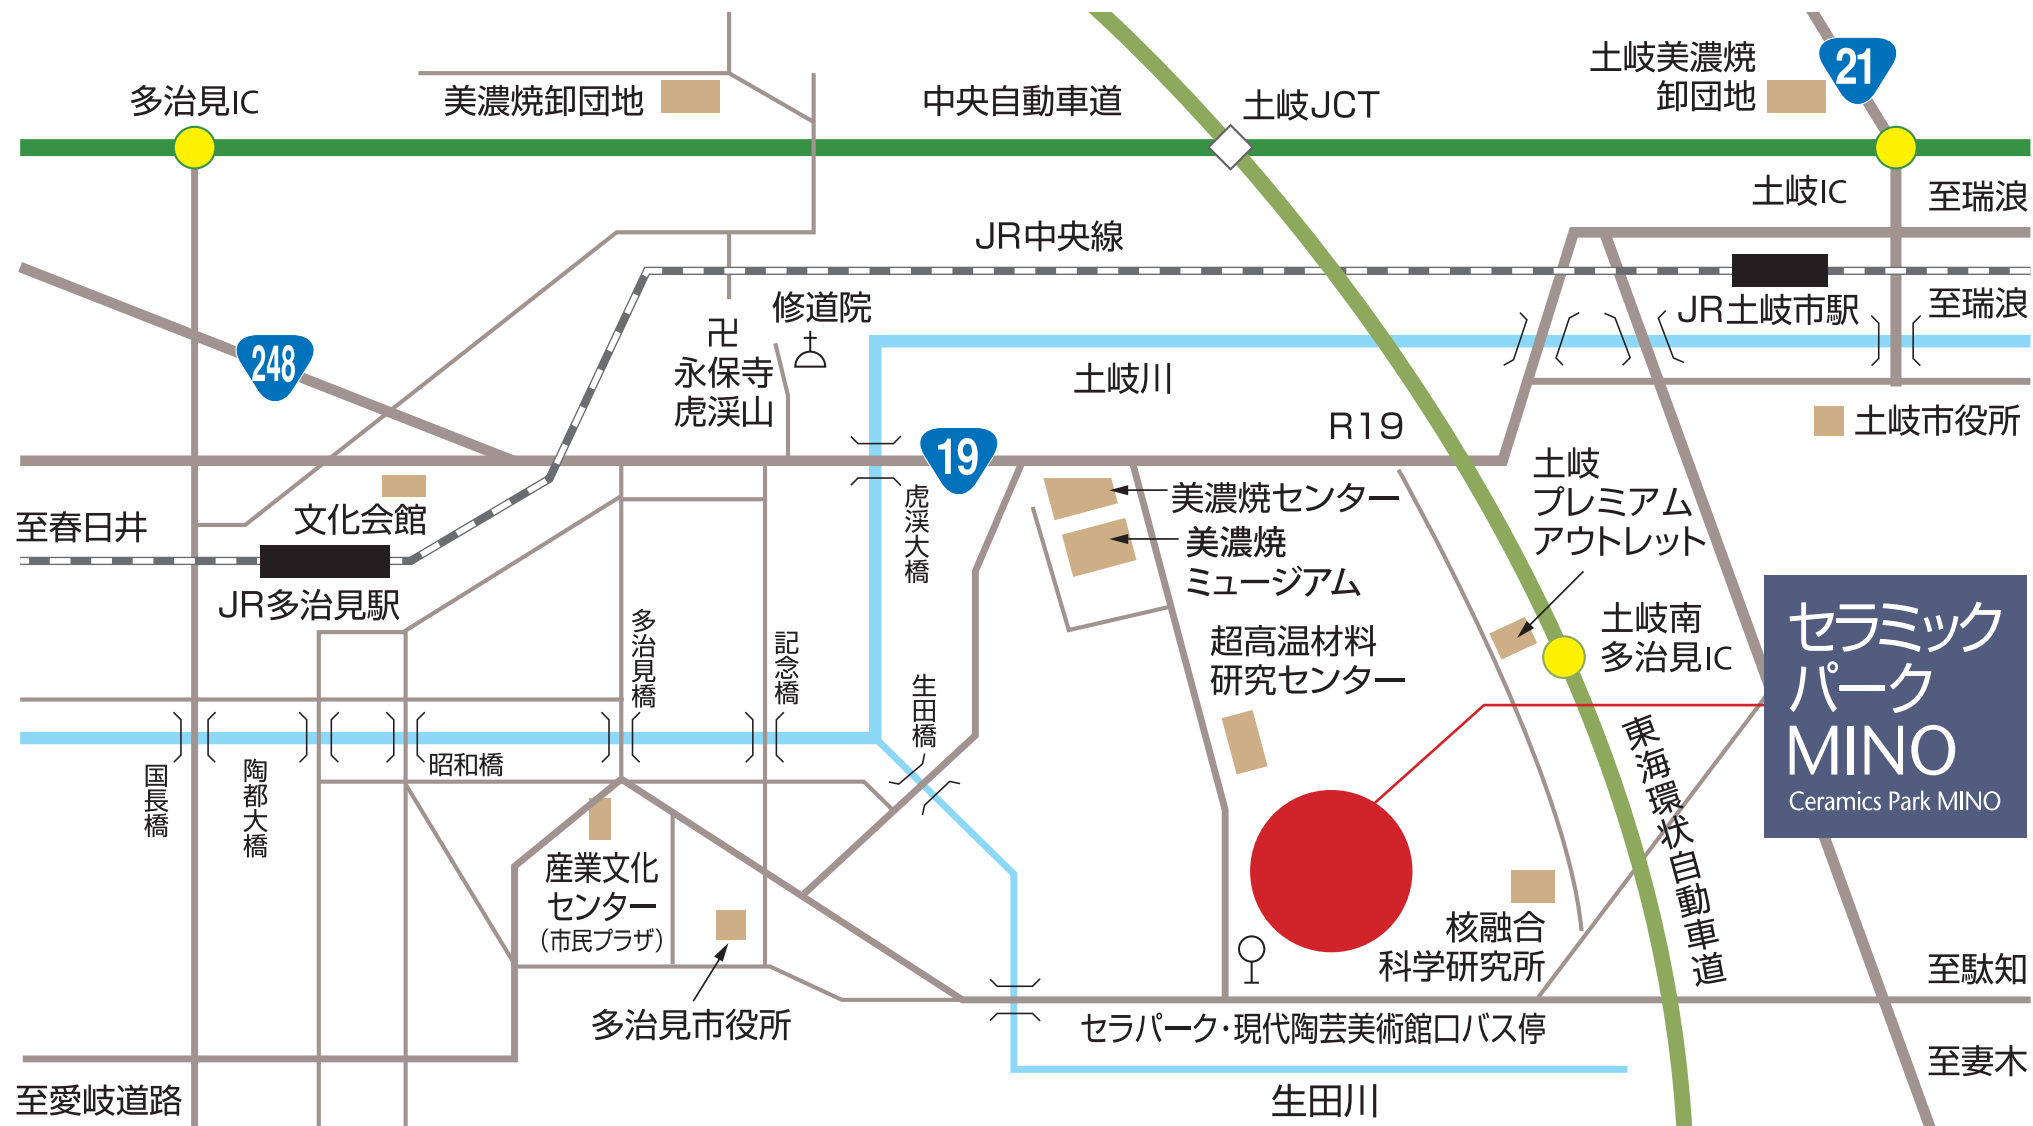 多治見IC
美濃焼卸団地
中央自動車道
土岐JCT
土岐美濃焼
卸団地
21
土岐IC
至瑞浪
JR中央線
修道院
卍
永保寺
虎渓山
248
土岐川
JR土岐市駅
至瑞浪
R19
19
土岐市役所
文化会館
至春日井
JR多治見駅
虎渓大橋
美濃焼センター
美濃焼
ミュージアム
土岐
プレミアム
アウトレット
多治見橋
記念橋
生田橋
超高温材料
研究センター
土岐南
多治見IC
セラミック
パーク
MINO
Ceramics Park MINO
国長橋
陶都大橋
昭和橋
東海環状自動車道
産業文化
センター
（市民プラザ）
多治見市役所
核融合
科学研究所
至駄知
セラパーク・現代陶芸美術館口バス停
至妻木
至愛岐道路
生田川